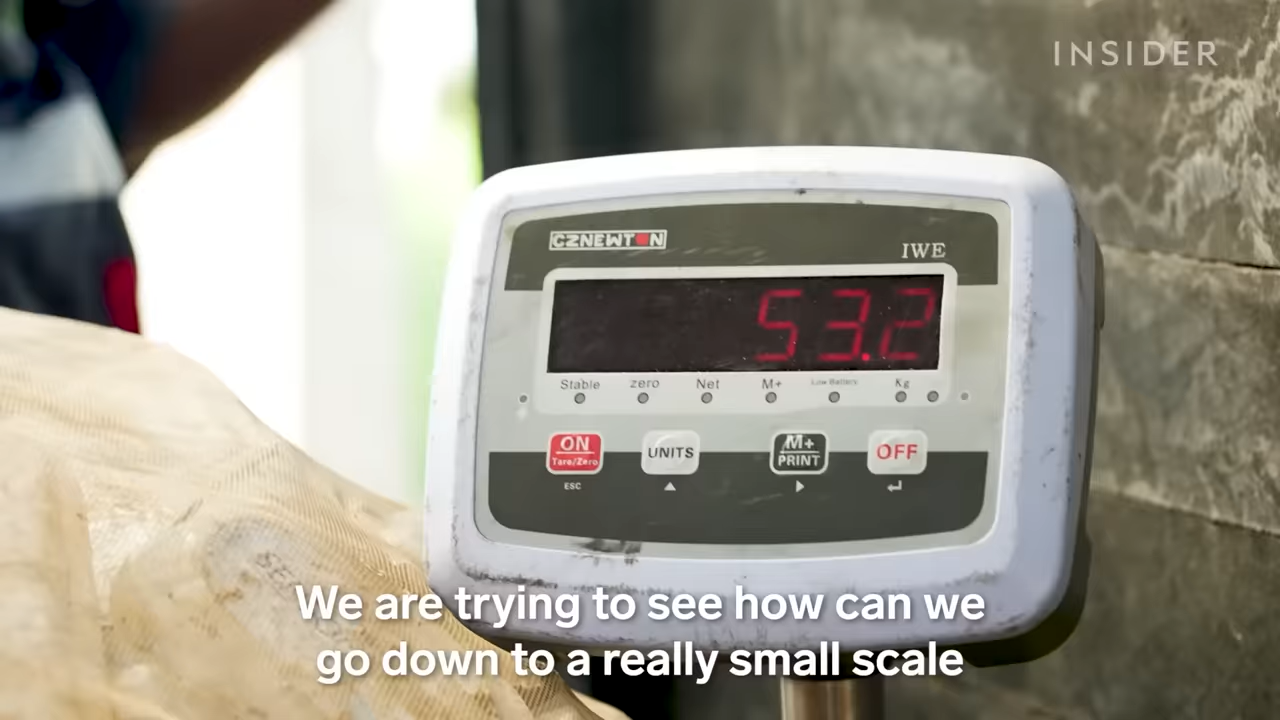 INSIDER
CZNEWTON
IWE
53.2
Stable zero Net M+ Low Battery Kg
ON UNITS M+ OFF
Tare/Zero PRINT
ESC
We are trying to see how can we
go down to a really small scale